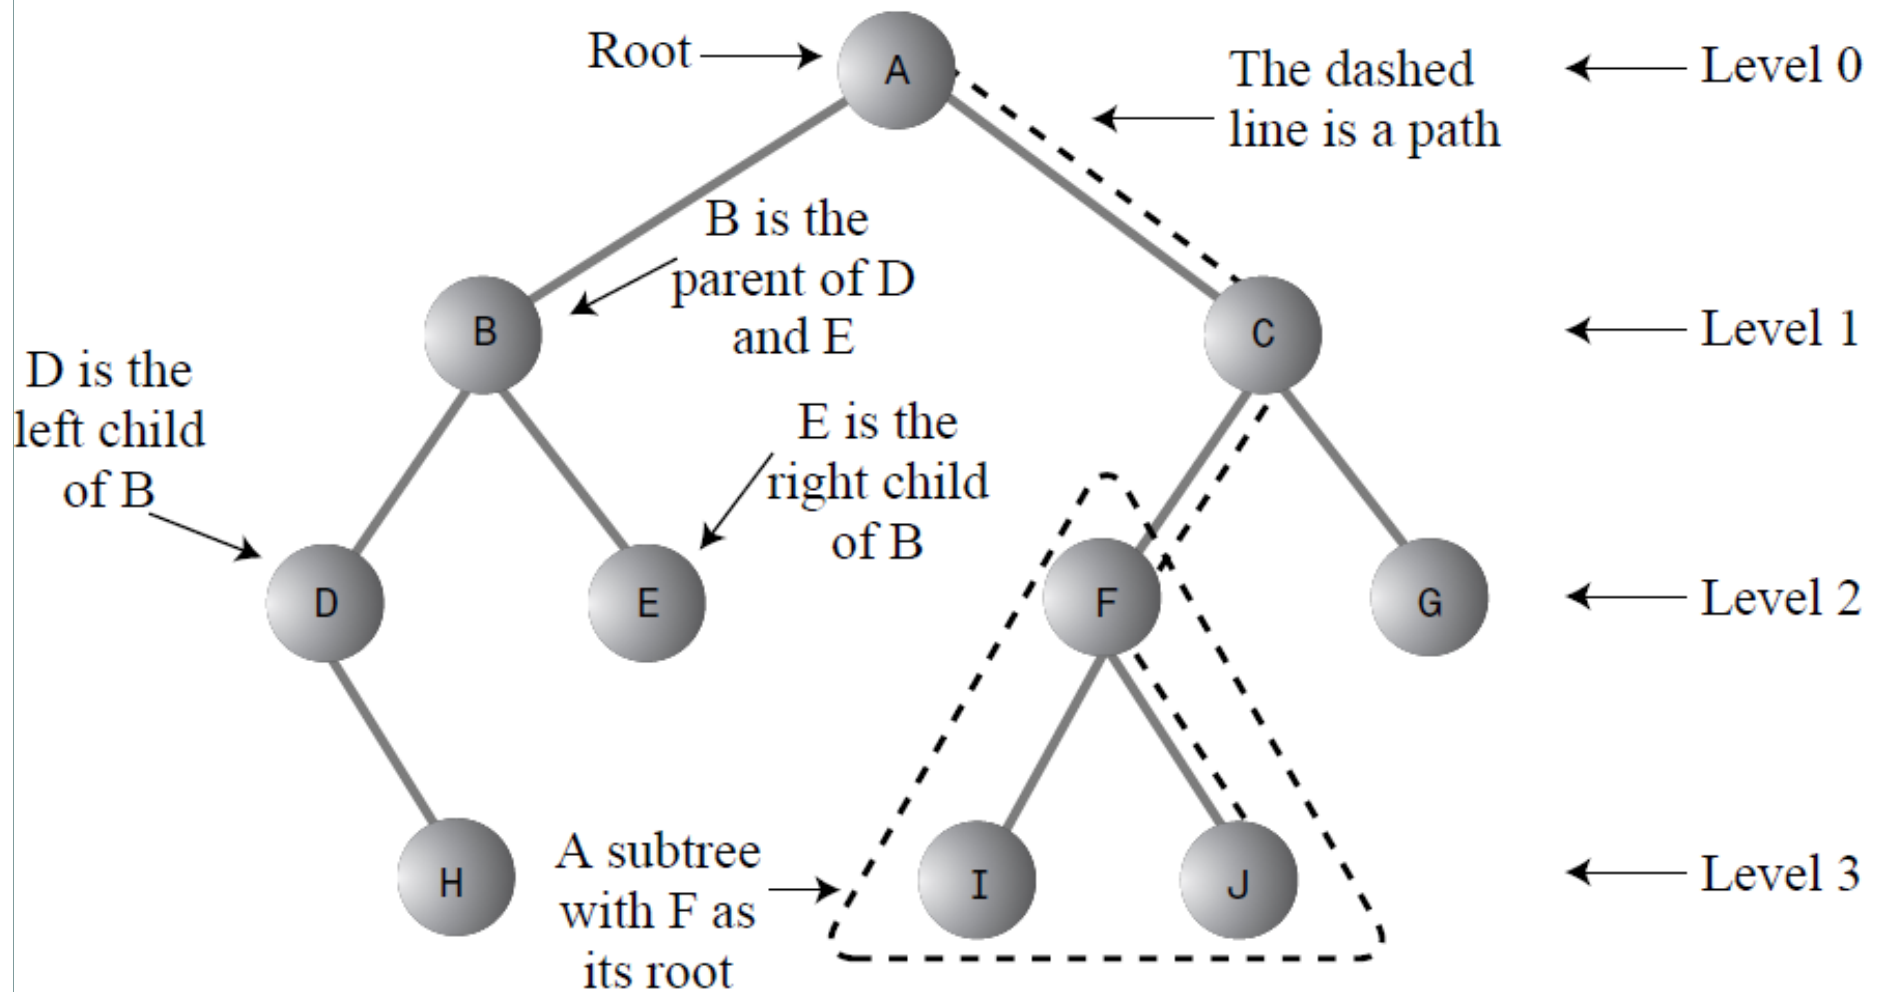 Root
A
The dashed
line is a path
Level 0
B is the
parent of D
and E
B
C
Level 1
D is the
left child
of B
E is the
right child
of B
D
E
F
G
Level 2
A subtree
with F as
its root
H
I
J
Level 3